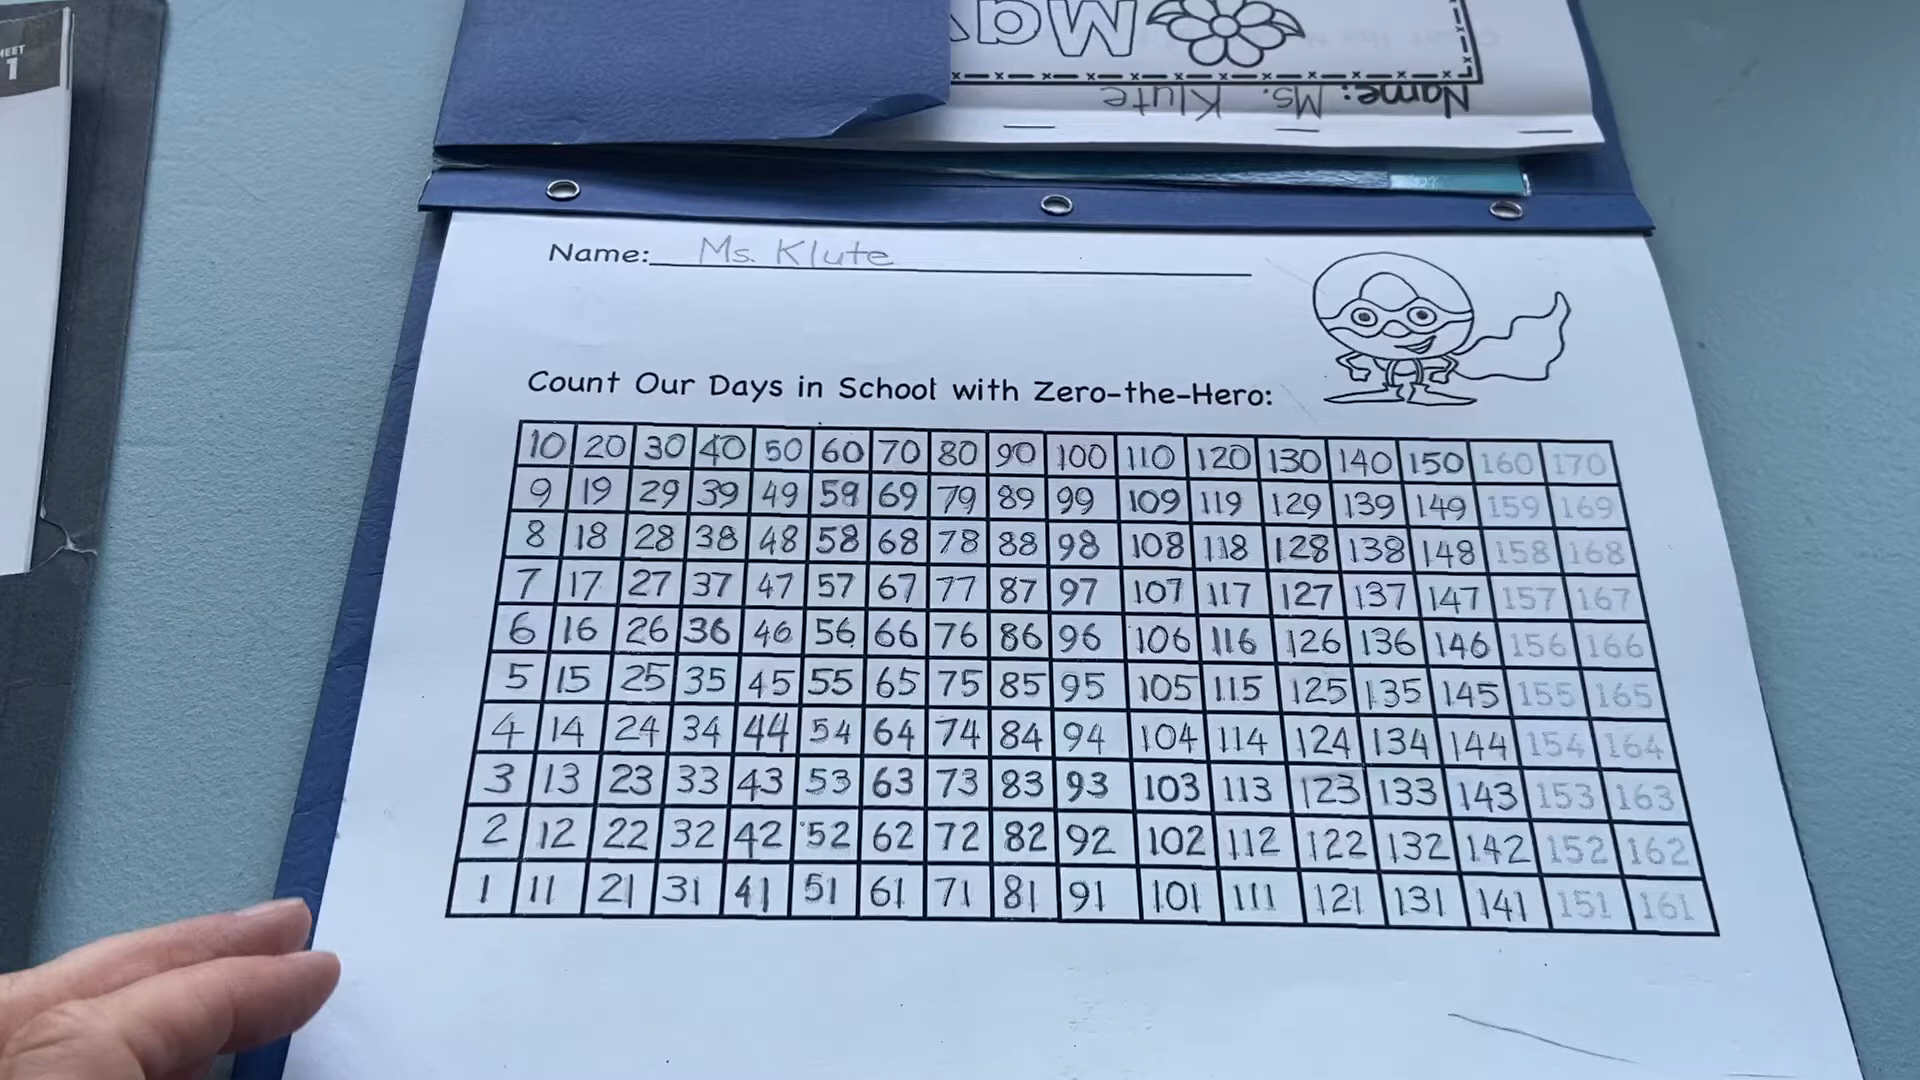 HEET
1
Ma
Name: Ms. Klute
Name: Ms. Klute
Count Our Days in School with Zero-the-Hero:
10 20 30 40 50 60 70 80 90 100 110 120 130 140 150 160 170
9 19 29 39 49 59 69 79 89 99 109 119 129 139 149 159 169
8 18 28 38 48 58 68 78 88 98 108 118 128 138 148 158 168
7 17 27 37 47 57 67 77 87 97 107 117 127 137 147 157 167
6 16 26 36 46 56 66 76 86 96 106 116 126 136 146 156 166
5 15 25 35 45 55 65 75 85 95 105 115 125 135 145 155 165
4 14 24 34 44 54 64 74 84 94 104 114 124 134 144 154 164
3 13 23 33 43 53 63 73 83 93 103 113 123 133 143 153 163
2 12 22 32 42 52 62 72 82 92 102 112 122 132 142 152 162
1 11 21 31 41 51 61 71 81 91 101 111 121 131 141 151 161